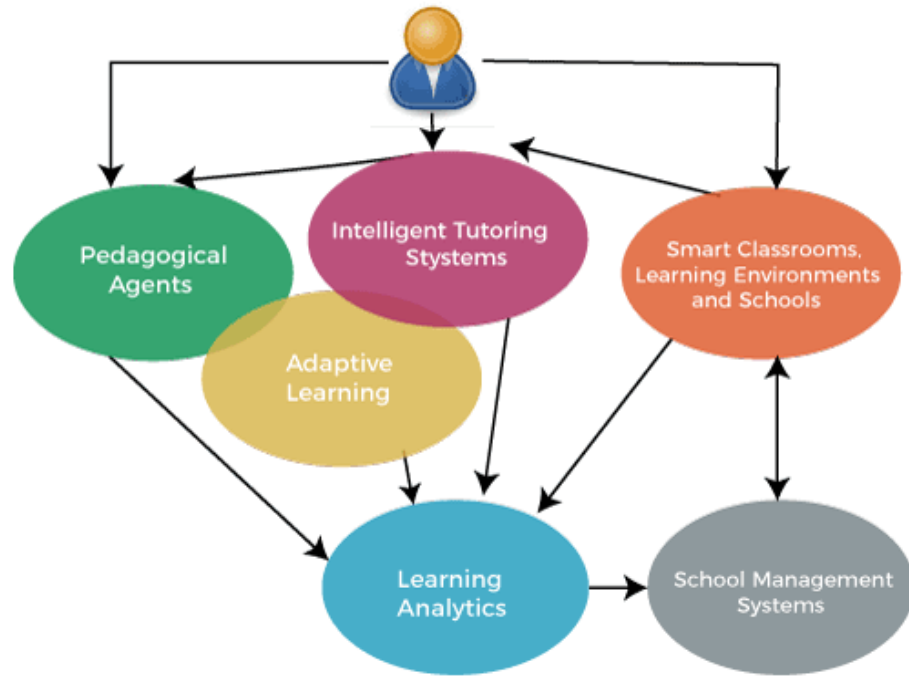 Pedagogical
Agents
Intelligent Tutoring
Stystems
Smart Classrooms,
Learning Environments
and Schools
Adaptive
Learning
Learning
Analytics
School Management
Systems